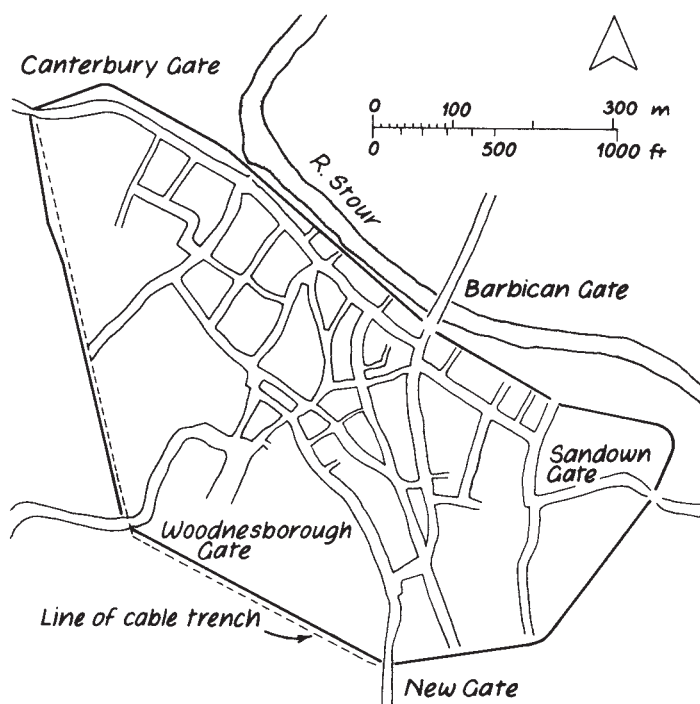 Canterbury Gate
0 100 300 m
0 500 1000 ft
R. Stour
Barbican Gate
Sandown
Gate
Woodnesborough
Gate
Line of cable trench
New Gate